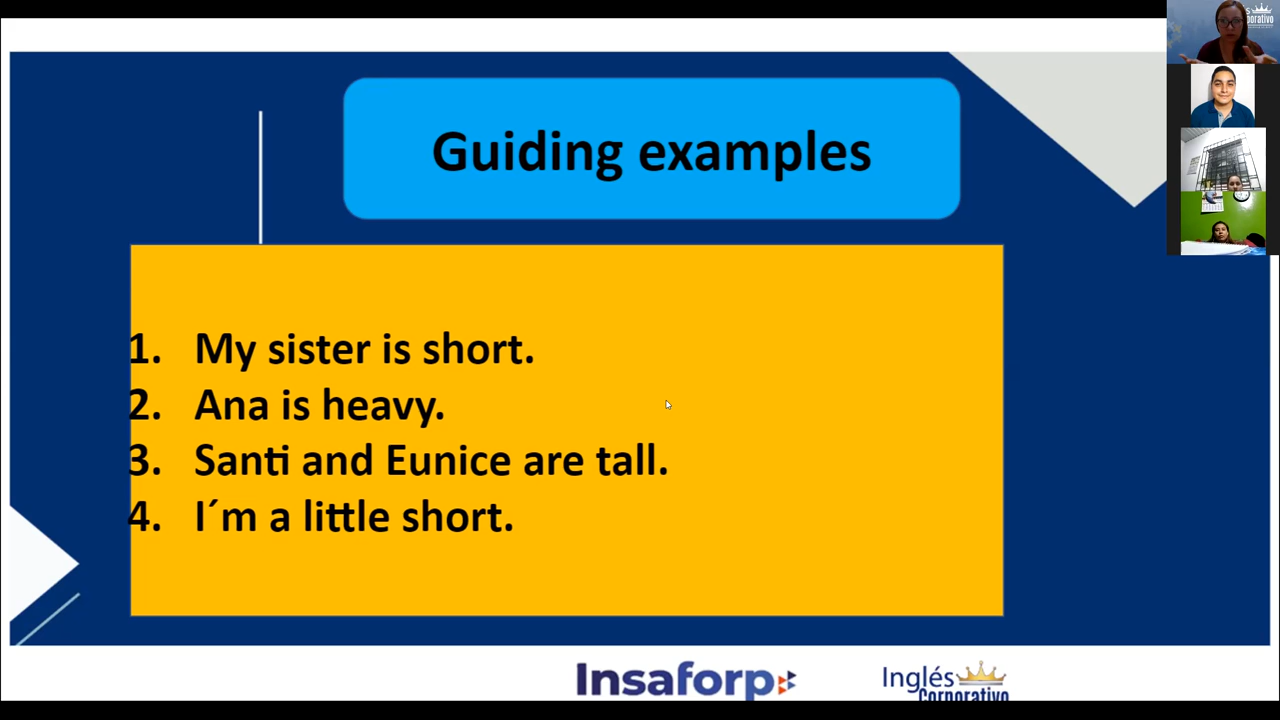 Guiding examples
1. My sister is short.
2. Ana is heavy.
3. Santi and Eunice are tall.
4. I´m a little short.
Insaforp
Inglés
Corporativo